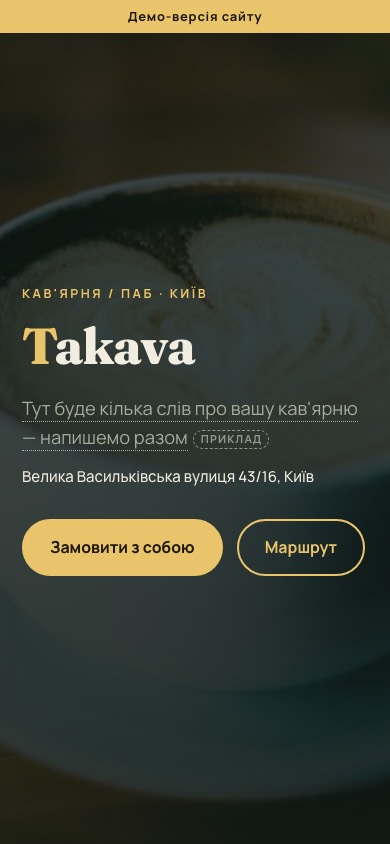 Демо-версія сайту
КАВ'ЯРНЯ / ПАБ · КИЇВ
Takava
Тут буде кілька слів про вашу кав'ярню
— напишемо разом ПРИКЛАД
Велика Васильківська вулиця 43/16, Київ
Замовити з собою
Маршрут